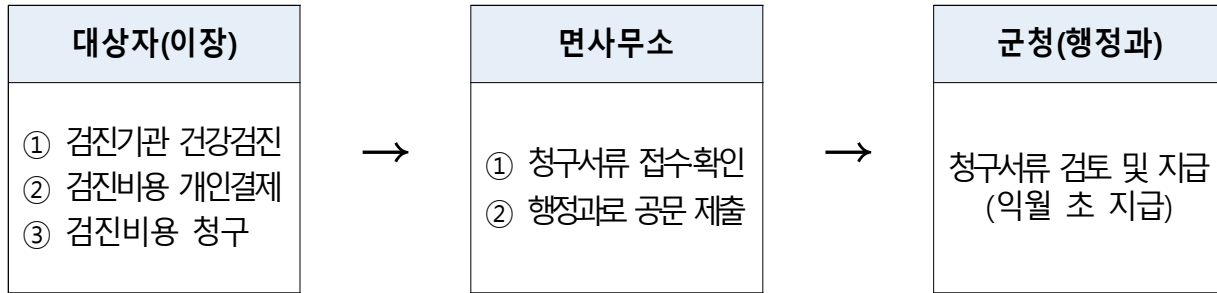 대상자(이장)
① 검진기관 건강검진
② 검진비용 개인결제
③ 검진비용 청구
→
면사무소
① 청구서류 접수·확인
② 행정과로 공문 제출
→
군청(행정과)
청구서류 검토 및 지급
(익월 초 지급)